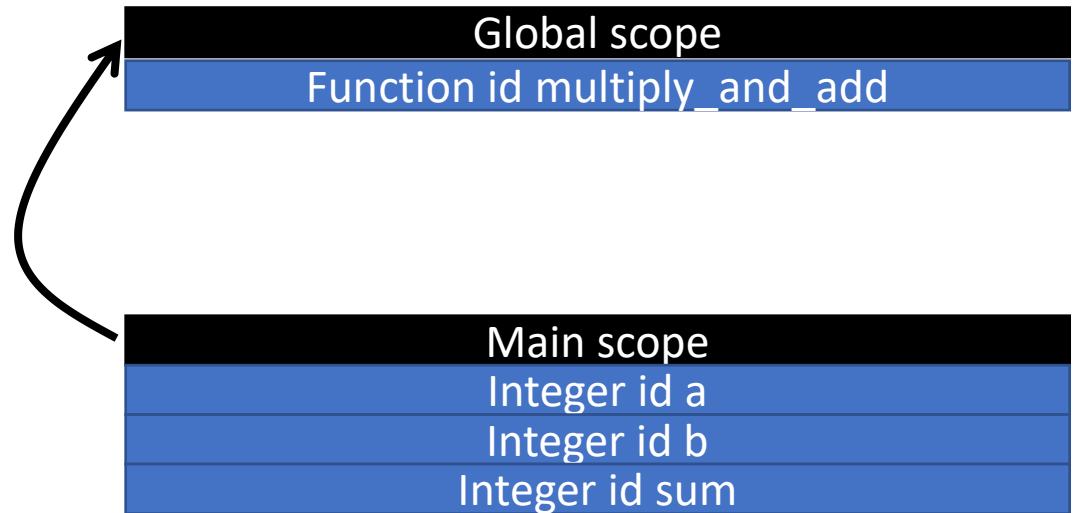 Global scope
Function id multiply_and_add
Main scope
Integer id a
Integer id b
Integer id sum